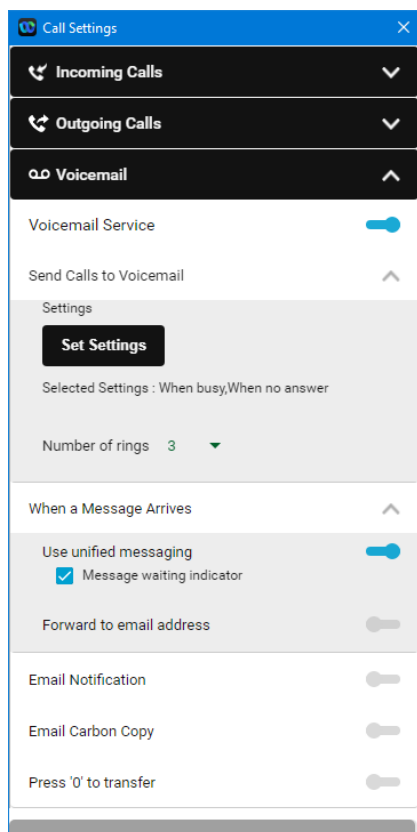 Call Settings
Incoming Calls
Outgoing Calls
Voicemail
Voicemail Service
Send Calls to Voicemail
Settings
Set Settings
Selected Settings : When busy,When no answer
Number of rings 3
When a Message Arrives
Use unified messaging
Message waiting indicator
Forward to email address
Email Notification
Email Carbon Copy
Press '0' to transfer